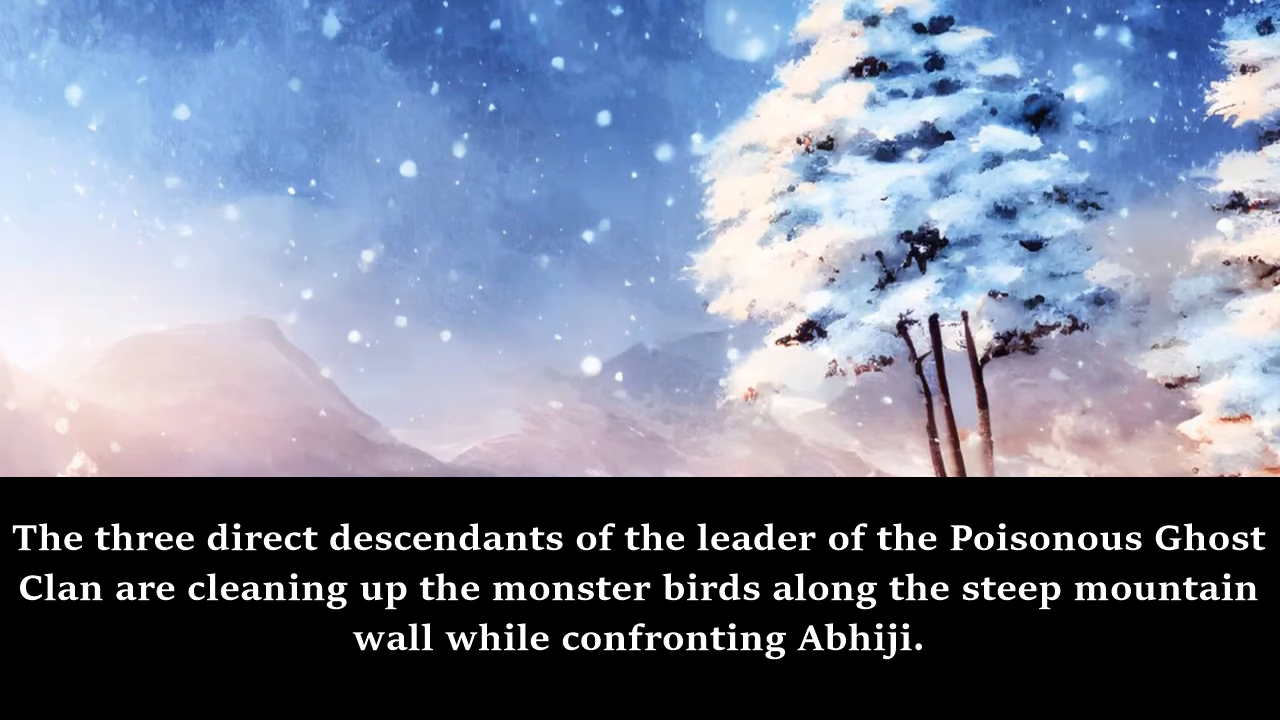 The three direct descendants of the leader of the Poisonous Ghost
Clan are cleaning up the monster birds along the steep mountain
wall while confronting Abhiji.